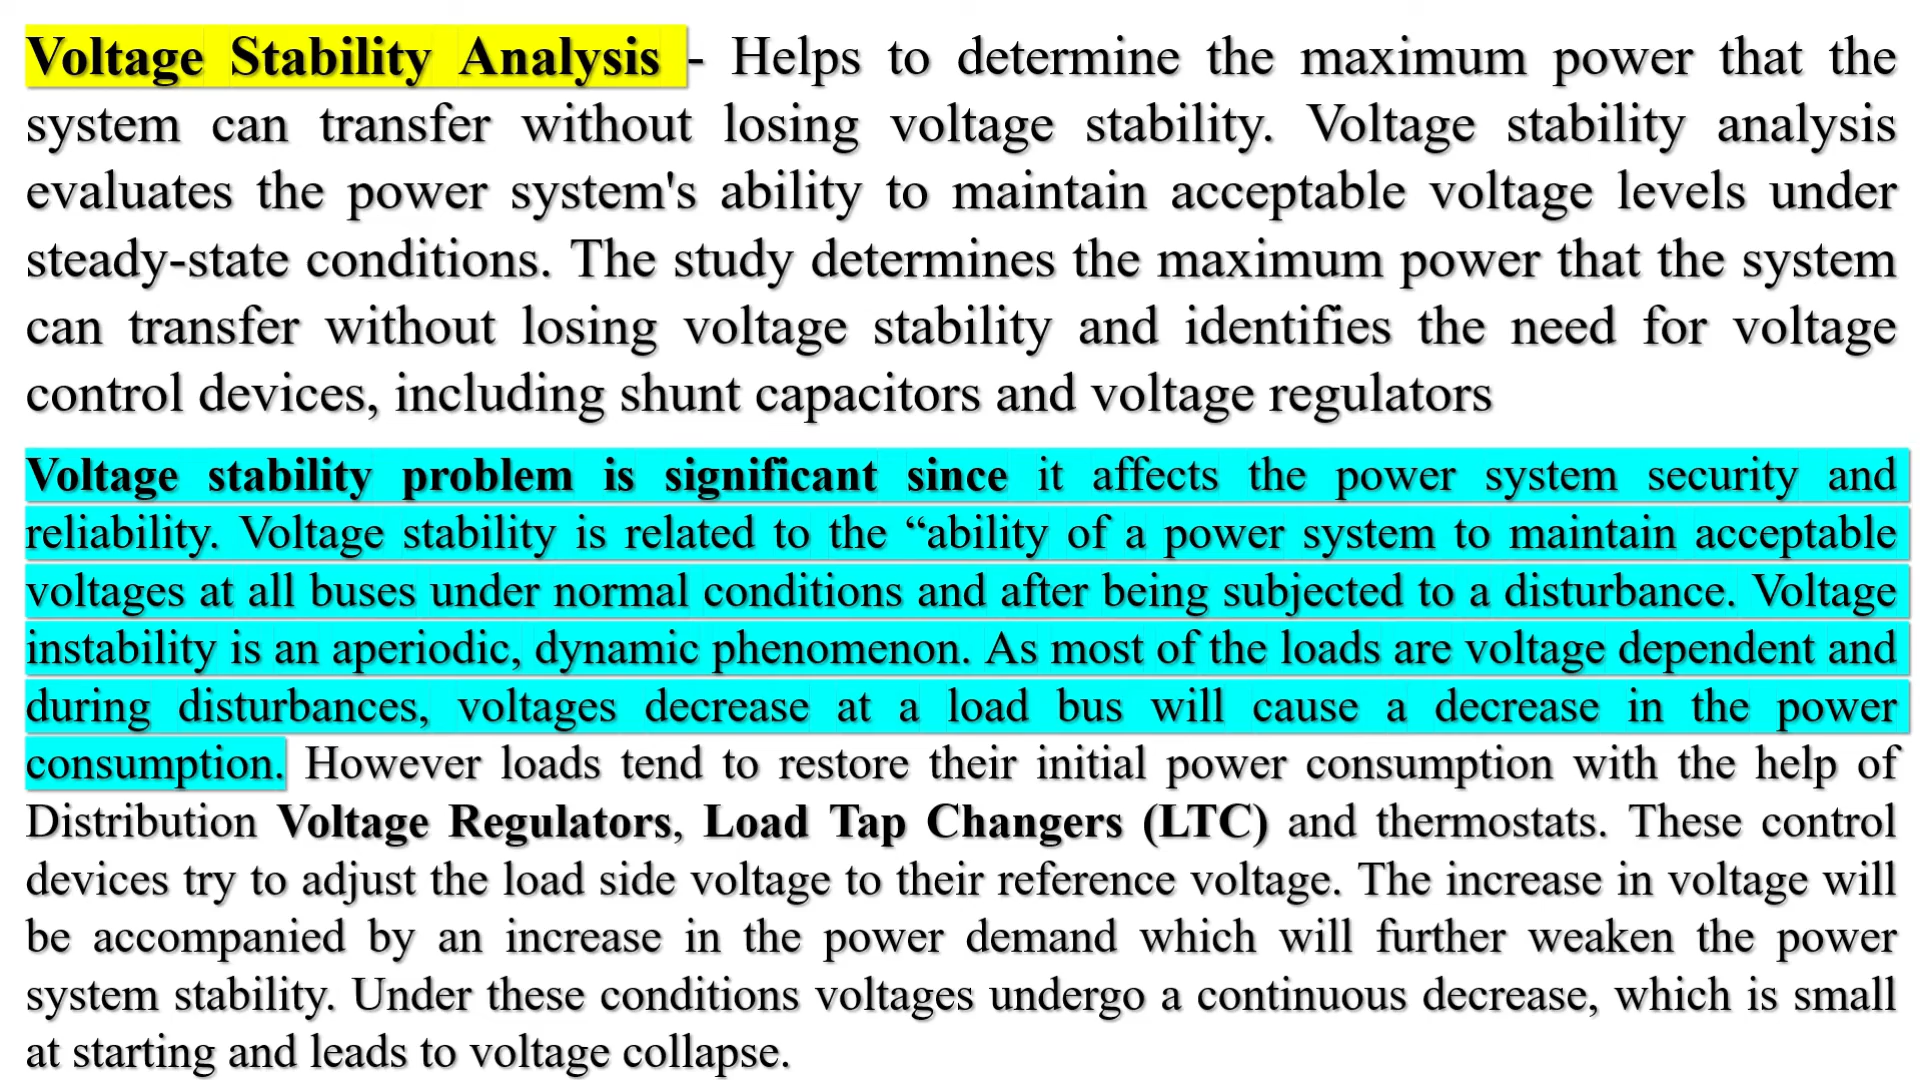 Voltage Stability Analysis - Helps to determine the maximum power that the
system can transfer without losing voltage stability. Voltage stability analysis
evaluates the power system's ability to maintain acceptable voltage levels under
steady-state conditions. The study determines the maximum power that the system
can transfer without losing voltage stability and identifies the need for voltage
control devices, including shunt capacitors and voltage regulators
Voltage stability problem is significant since it affects the power system security and
reliability. Voltage stability is related to the “ability of a power system to maintain acceptable
voltages at all buses under normal conditions and after being subjected to a disturbance. Voltage
instability is an aperiodic, dynamic phenomenon. As most of the loads are voltage dependent and
during disturbances, voltages decrease at a load bus will cause a decrease in the power
consumption. However loads tend to restore their initial power consumption with the help of
Distribution Voltage Regulators, Load Tap Changers (LTC) and thermostats. These control
devices try to adjust the load side voltage to their reference voltage. The increase in voltage will
be accompanied by an increase in the power demand which will further weaken the power
system stability. Under these conditions voltages undergo a continuous decrease, which is small
at starting and leads to voltage collapse.